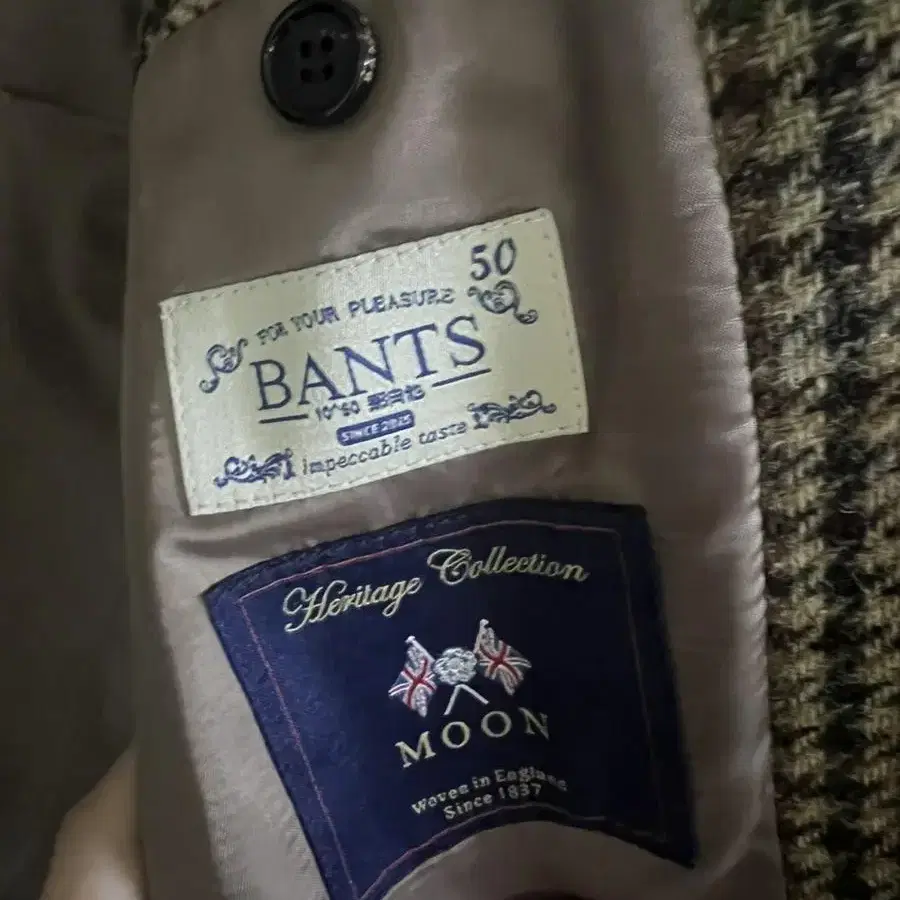 50
FOR YOUR PLEASURE
BANTS
impeccable taste
Heritage Collection
MOON
Woven in England
Since 1837